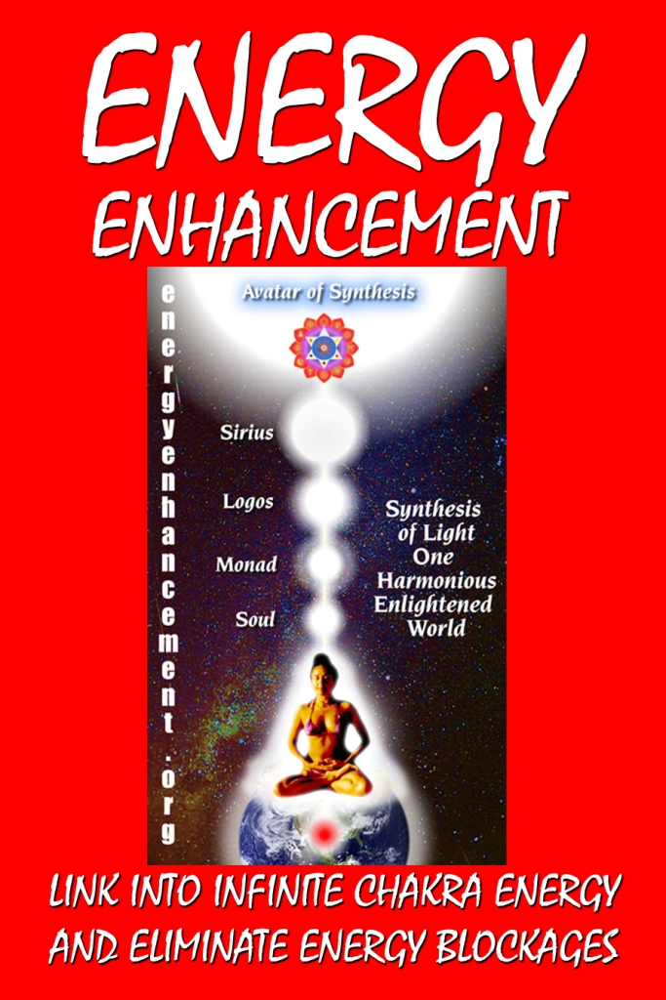 ENERGY
ENHANCEMENT
energyenhancement.org
Avatar of Synthesis
Sirius
Logos
Monad
Soul
Synthesis
of Light
One
Harmonious
Enlightened
World
LINK INTO INFINITE CHAKRA ENERGY
AND ELIMINATE ENERGY BLOCKAGES